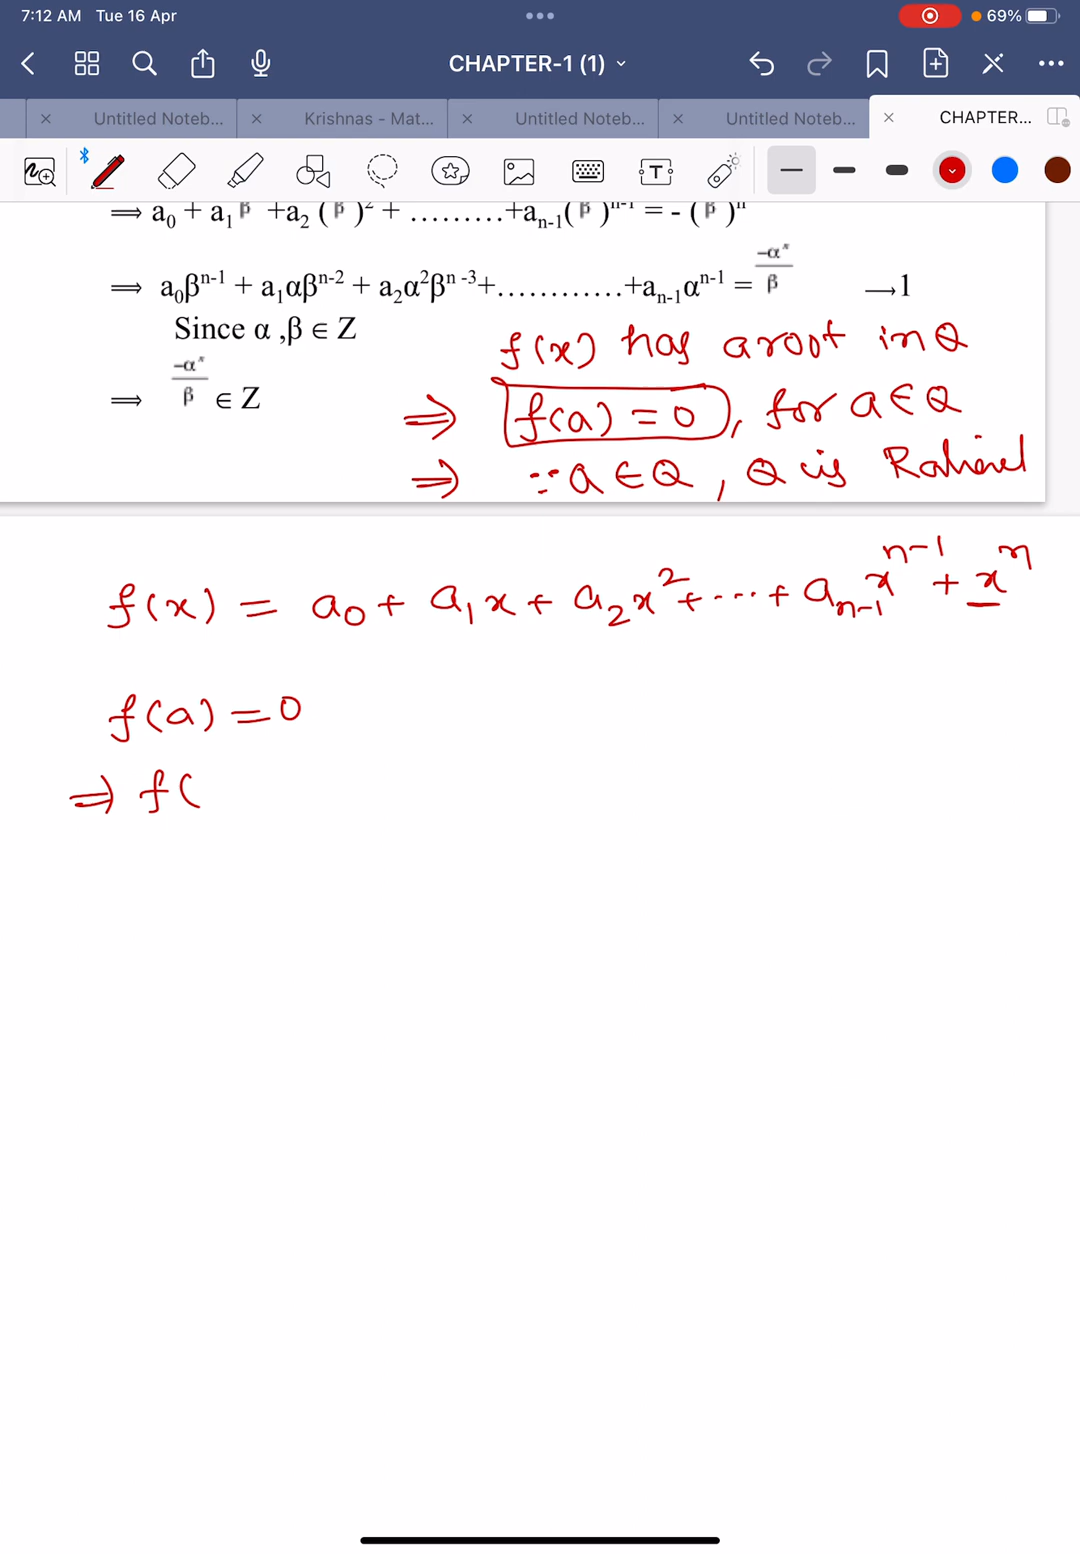 7:12 AM Tue 16 Apr
69%
CHAPTER-1 (1)
Untitled Noteb... Krishnas - Mat... Untitled Noteb... Untitled Noteb... CHAPTER...
⟹ a₀ + a₁ β +a₂ ( β )² + .........+aₙ₋₁( β )ⁿ⁻¹ = - ( β )ⁿ
⟹ a₀βⁿ⁻¹ + a₁αβⁿ⁻² + a₂α²βⁿ ⁻³+............+aₙ₋₁αⁿ⁻¹ = -αⁿ/β →1
Since α ,β ∈ Z
⟹ -αⁿ/β ∈ Z
f(x) has a root in Q
⇒ f(a) = 0, for a ∈ Q
⇒ ∵ a ∈ Q, Q is Rational
f(x) = a₀ + a₁x + a₂x² + ... + aₙ₋₁xⁿ⁻¹ + xⁿ
f(a) = 0
⇒ f(